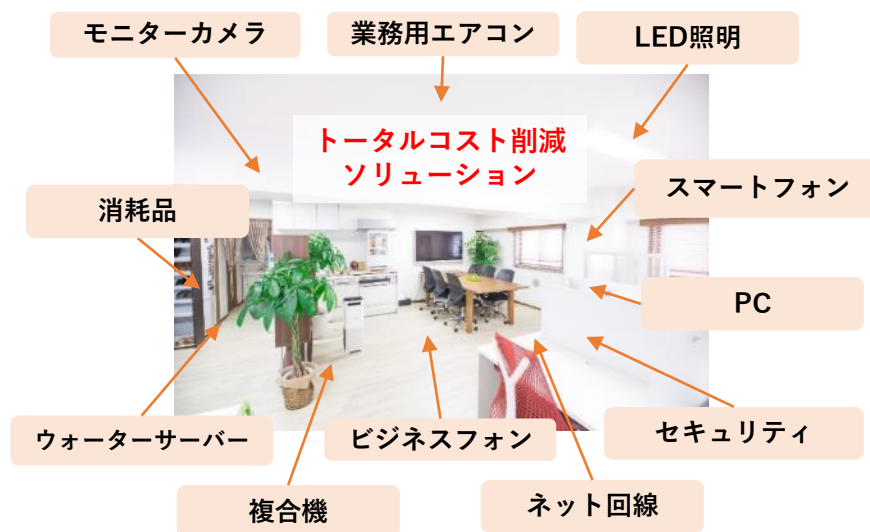 モニターカメラ
業務用エアコン
LED照明
トータルコスト削減
ソリューション
スマートフォン
消耗品
PC
ウォーターサーバー
ビジネスフォン
セキュリティ
複合機
ネット回線